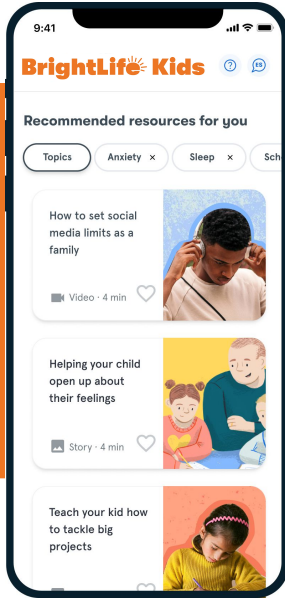 9:41
BrightLife Kids
? ES
Recommended resources for you
Topics Anxiety × Sleep × Sch
How to set social
media limits as a
family
Video · 4 min
Helping your child
open up about
their feelings
Story · 4 min
Teach your kid how
to tackle big
projects